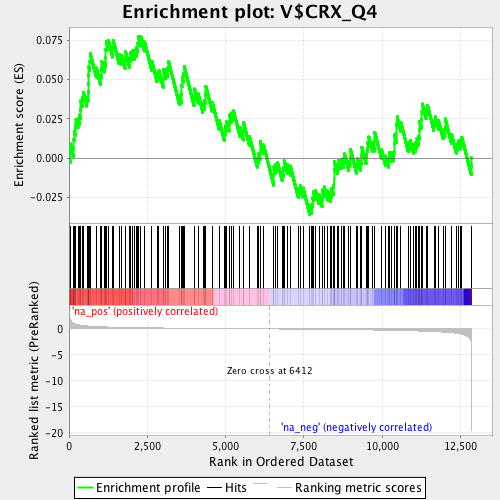 Enrichment plot: V$CRX_Q4
Enrichment score (ES)
0.075
0.050
0.025
0.000
-0.025
'na_pos' (positively correlated)
Ranked list metric (PreRanked)
0
-5
-10
-15
-20
Zero cross at 6412
'na_neg' (negatively correlated)
0
2,500
5,000
7,500
10,000
12,500
Rank in Ordered Dataset
Enrichment profile
Hits
Ranking metric scores